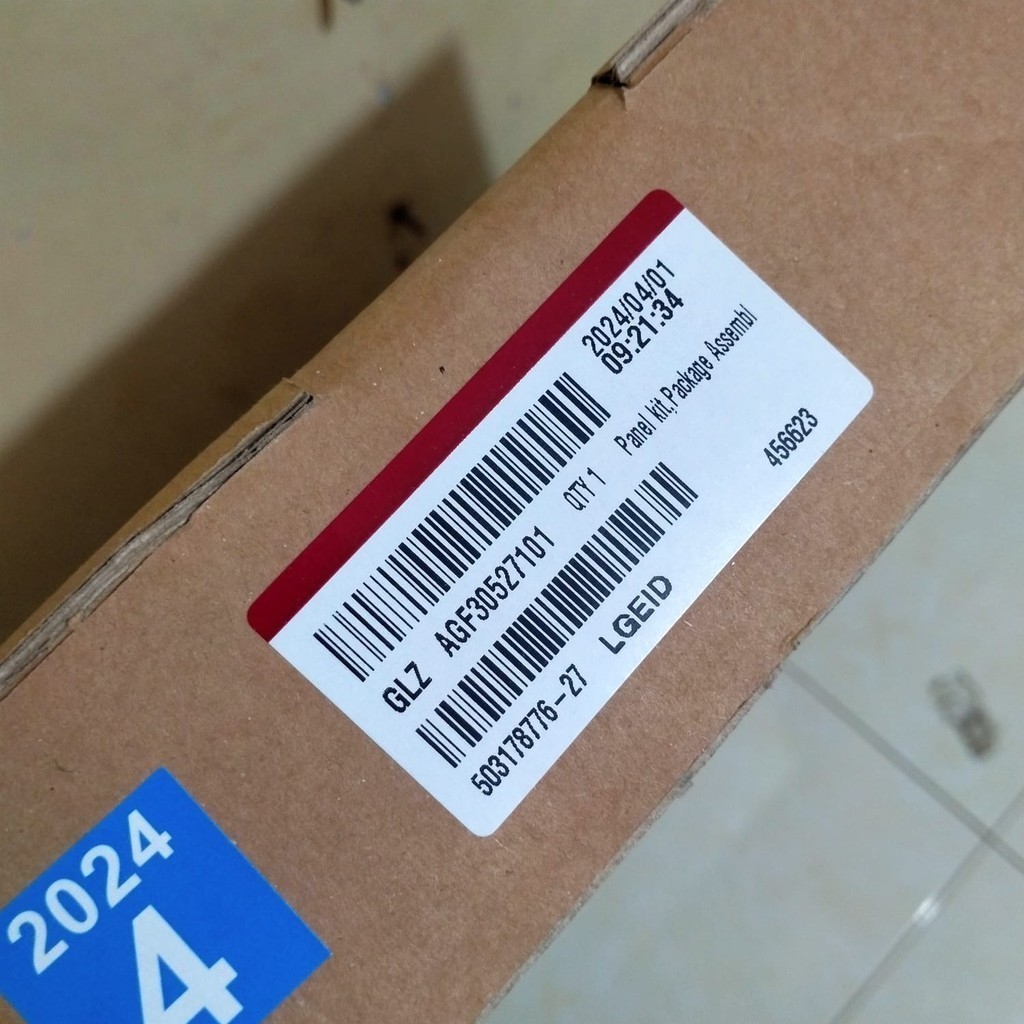 2024/04/01
09:21:34
GLZ AGF30527101 QTY 1 Panel kit,Package Assembl
503178776-27 LGEID 456623
2024
4